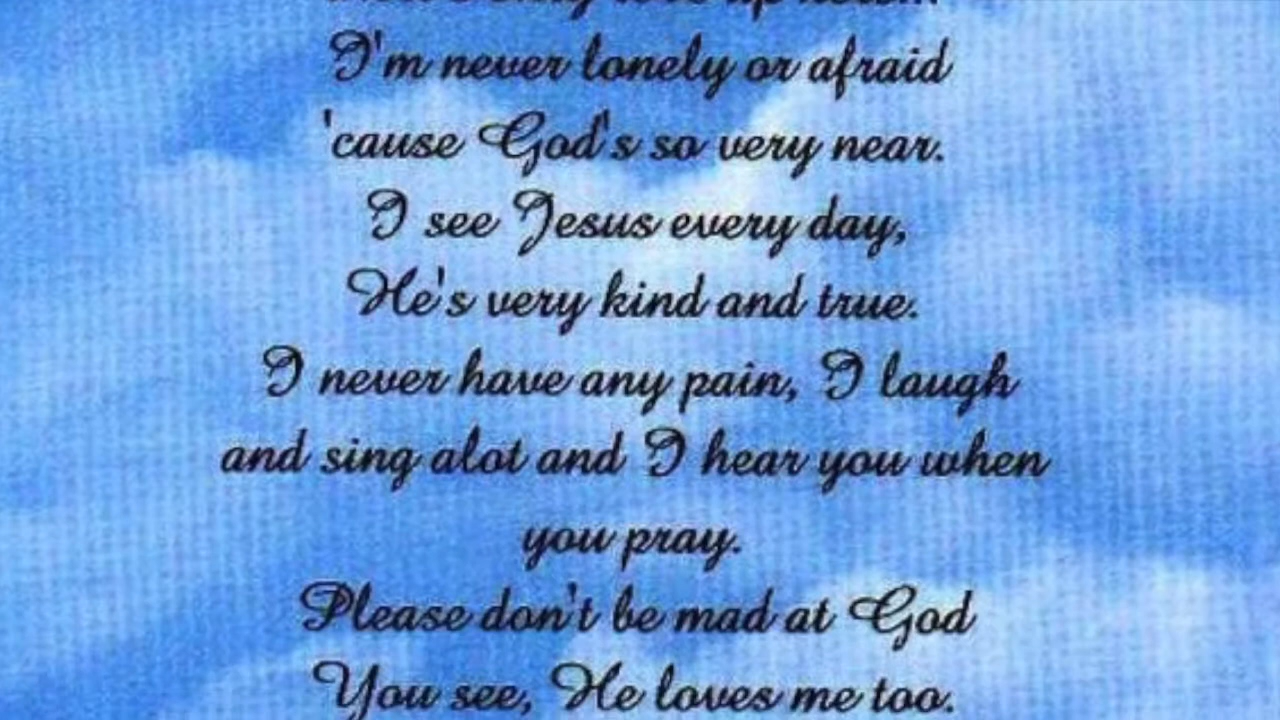 I'm never lonely or afraid
'cause God's so very near.
I see Jesus every day,
He's very kind and true.
I never have any pain, I laugh
and sing alot and I hear you when
you pray.
Please don't be mad at God
You see, He loves me too.